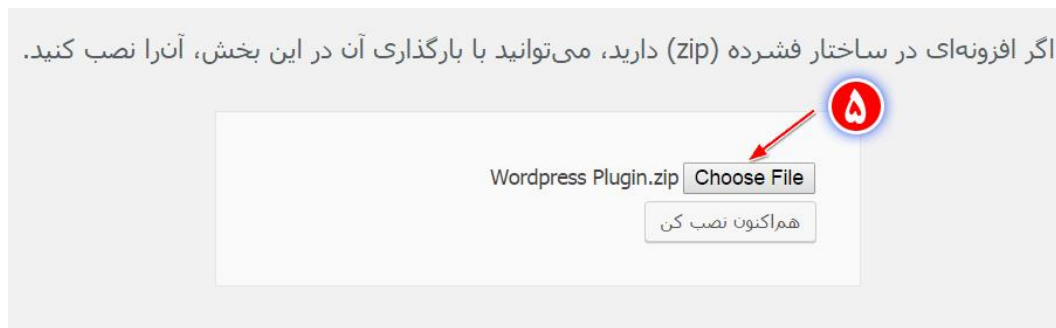 اگر افزونه‌ای در ساختار فشرده (zip) دارید، می‌توانید با بارگذاری آن در این بخش، آن‌را نصب کنید.
۵
Choose File Wordpress Plugin.zip
هم‌اکنون نصب کن